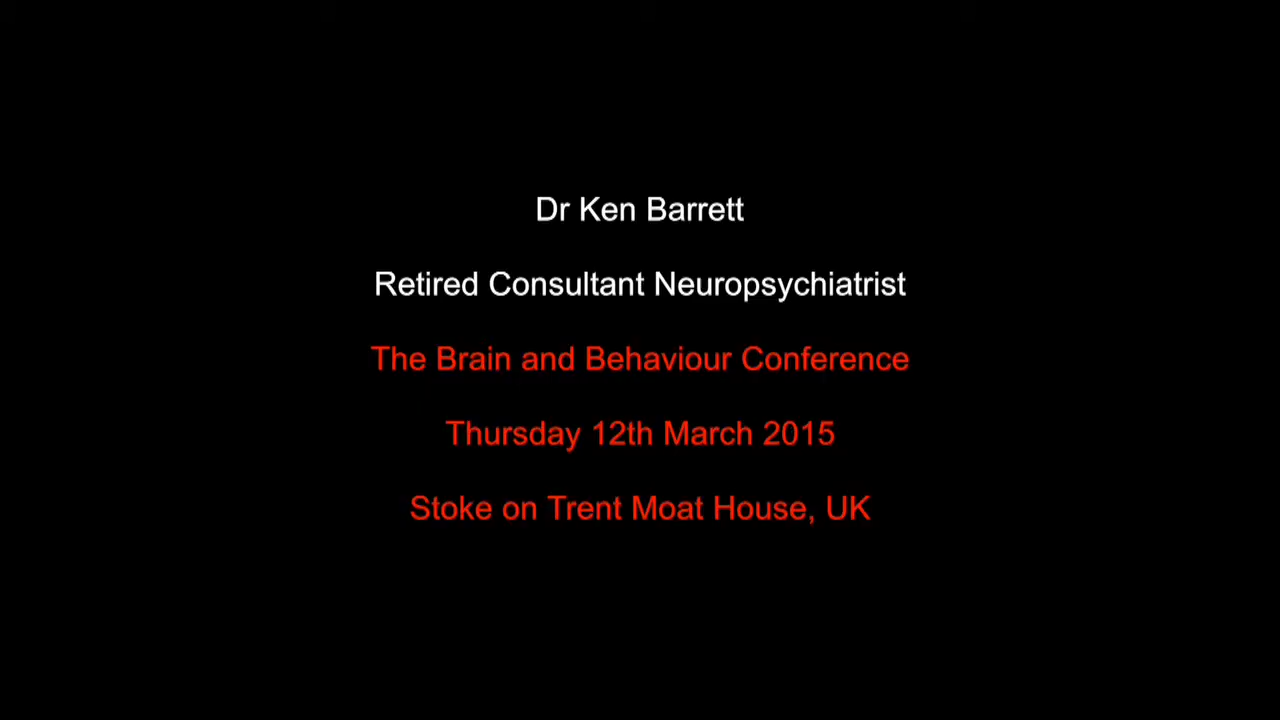 Dr Ken Barrett
Retired Consultant Neuropsychiatrist
The Brain and Behaviour Conference
Thursday 12th March 2015
Stoke on Trent Moat House, UK